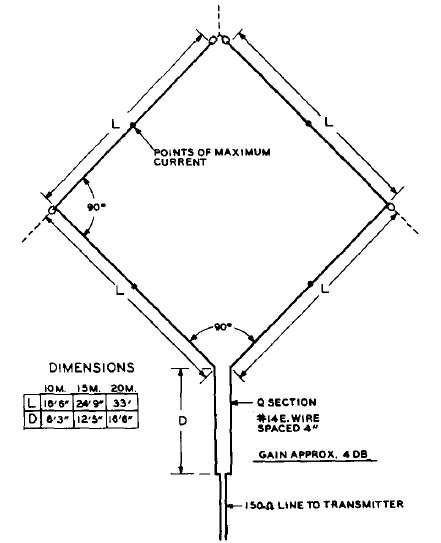 L
L
POINTS OF MAXIMUM
CURRENT
90°
L
L
90°
DIMENSIONS
10M. 15M. 20M.
L 16'6" 24'9" 33'
D 8'3" 12'5" 16'6"
D
Q SECTION
#14 E. WIRE
SPACED 4"
GAIN APPROX. 4 DB
150Ω LINE TO TRANSMITTER